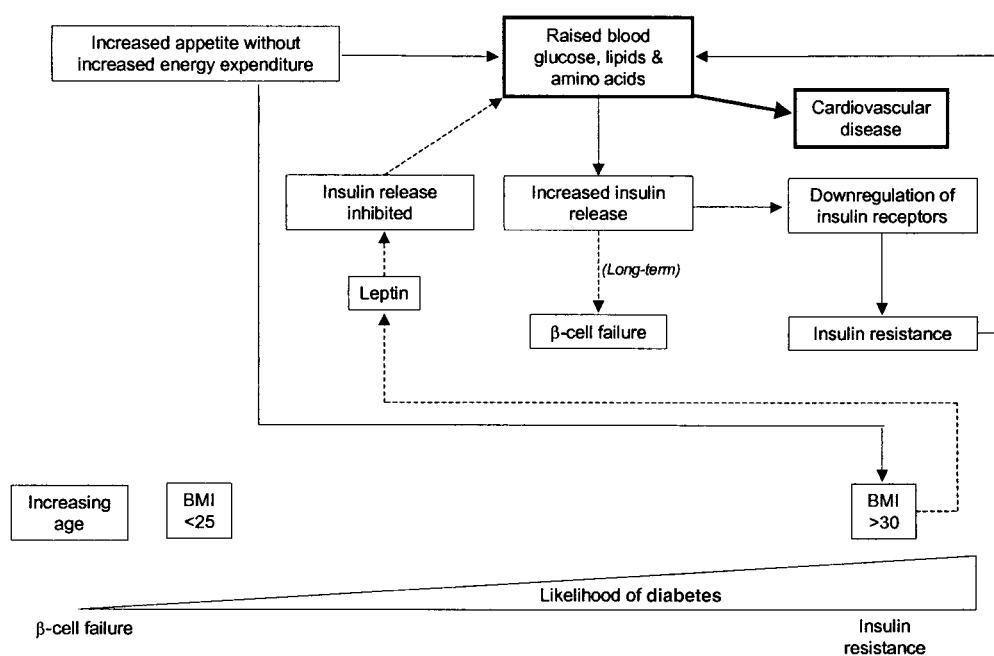 Increased appetite without
increased energy expenditure
Raised blood
glucose, lipids &
amino acids
Cardiovascular
disease
Insulin release
inhibited
Increased insulin
release
Downregulation of
insulin receptors
(Long-term)
Leptin
β-cell failure
Insulin resistance
Increasing
age
BMI
<25
BMI
>30
Likelihood of diabetes
β-cell failure
Insulin
resistance